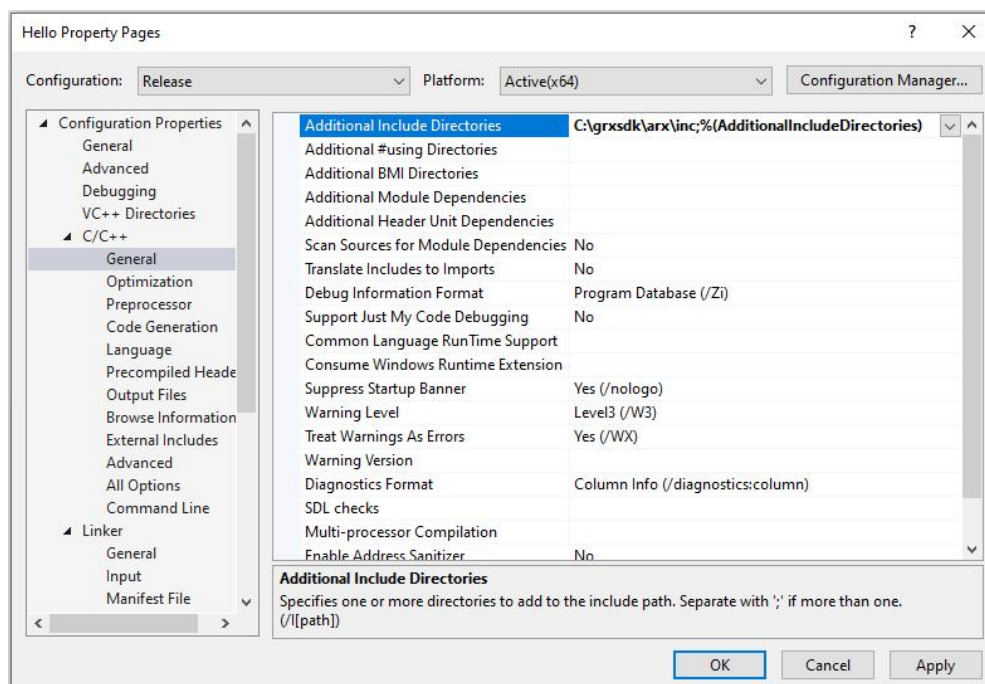 Hello Property Pages ? ×
Configuration: Release Platform: Active(x64) Configuration Manager...
Configuration Properties
General
Advanced
Debugging
VC++ Directories
C/C++
General
Optimization
Preprocessor
Code Generation
Language
Precompiled Heade
Output Files
Browse Information
External Includes
Advanced
All Options
Command Line
Linker
General
Input
Manifest File
Additional Include Directories C:\grxsdk\arx\inc;%(AdditionalIncludeDirectories)
Additional #using Directories
Additional BMI Directories
Additional Module Dependencies
Additional Header Unit Dependencies
Scan Sources for Module Dependencies No
Translate Includes to Imports No
Debug Information Format Program Database (/Zi)
Support Just My Code Debugging No
Common Language RunTime Support
Consume Windows Runtime Extension
Suppress Startup Banner Yes (/nologo)
Warning Level Level3 (/W3)
Treat Warnings As Errors Yes (/WX)
Warning Version
Diagnostics Format Column Info (/diagnostics:column)
SDL checks
Multi-processor Compilation
Enable Address Sanitizer No
Additional Include Directories
Specifies one or more directories to add to the include path. Separate with ';' if more than one.
(/I[path])
OK Cancel Apply